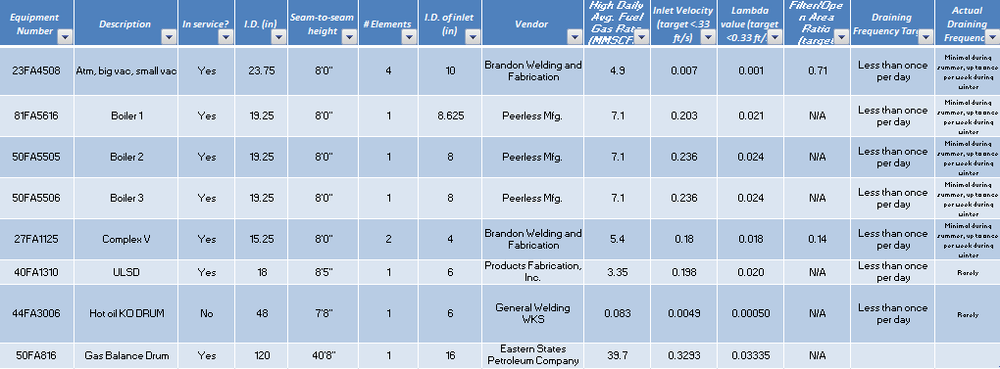 Equipment Number Description In service? I.D. (in) Seam-to-seam height # Elements I.D. of inlet (in) Vendor High Daily Avg. Fuel Gas Rate (MMSCF Inlet Velocity (target <.33 ft/s) Lambda value (target <0.33 ft/ Filter/Open Area Ratio (target Draining Frequency Targ Actual Draining Frequenc
23FA4508 Atm, big vac, small vac Yes 23.75 8'0" 4 10 Brandon Welding and Fabrication 4.9 0.007 0.001 0.71 Less than once per day Minimal during summer, up to once per week during winter
81FA5616 Boiler 1 Yes 19.25 8'0" 1 8.625 Peerless Mfg. 7.1 0.203 0.021 N/A Less than once per day Minimal during summer, up to once per week during winter
50FA5505 Boiler 2 Yes 19.25 8'0" 1 8 Peerless Mfg. 7.1 0.236 0.024 N/A Less than once per day Minimal during summer, up to once per week during winter
50FA5506 Boiler 3 Yes 19.25 8'0" 1 8 Peerless Mfg. 7.1 0.236 0.024 N/A Less than once per day Minimal during summer, up to once per week during winter
27FA1125 Complex V Yes 15.25 8'0" 2 4 Brandon Welding and Fabrication 5.4 0.18 0.018 0.14 Less than once per day Minimal during summer, up to once per week during winter
40FA1310 ULSD Yes 18 8'5" 1 6 Products Fabrication, Inc. 3.35 0.198 0.020 N/A Less than once per day Rarely
44FA3006 Hot oil KO DRUM No 48 7'8" 1 6 General Welding WKS 0.083 0.0049 0.00050 N/A Less than once per day Rarely
50FA816 Gas Balance Drum Yes 120 40'8" 1 16 Eastern States Petroleum Company 39.7 0.3293 0.03335 N/A